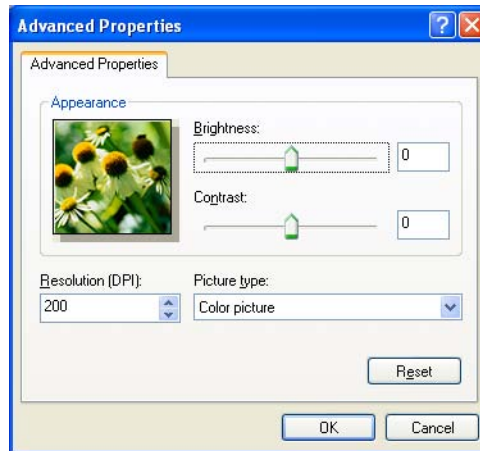 Advanced Properties
Advanced Properties
Appearance
Brightness:
0
Contrast:
0
Resolution (DPI):
200
Picture type:
Color picture
Reset
OK
Cancel